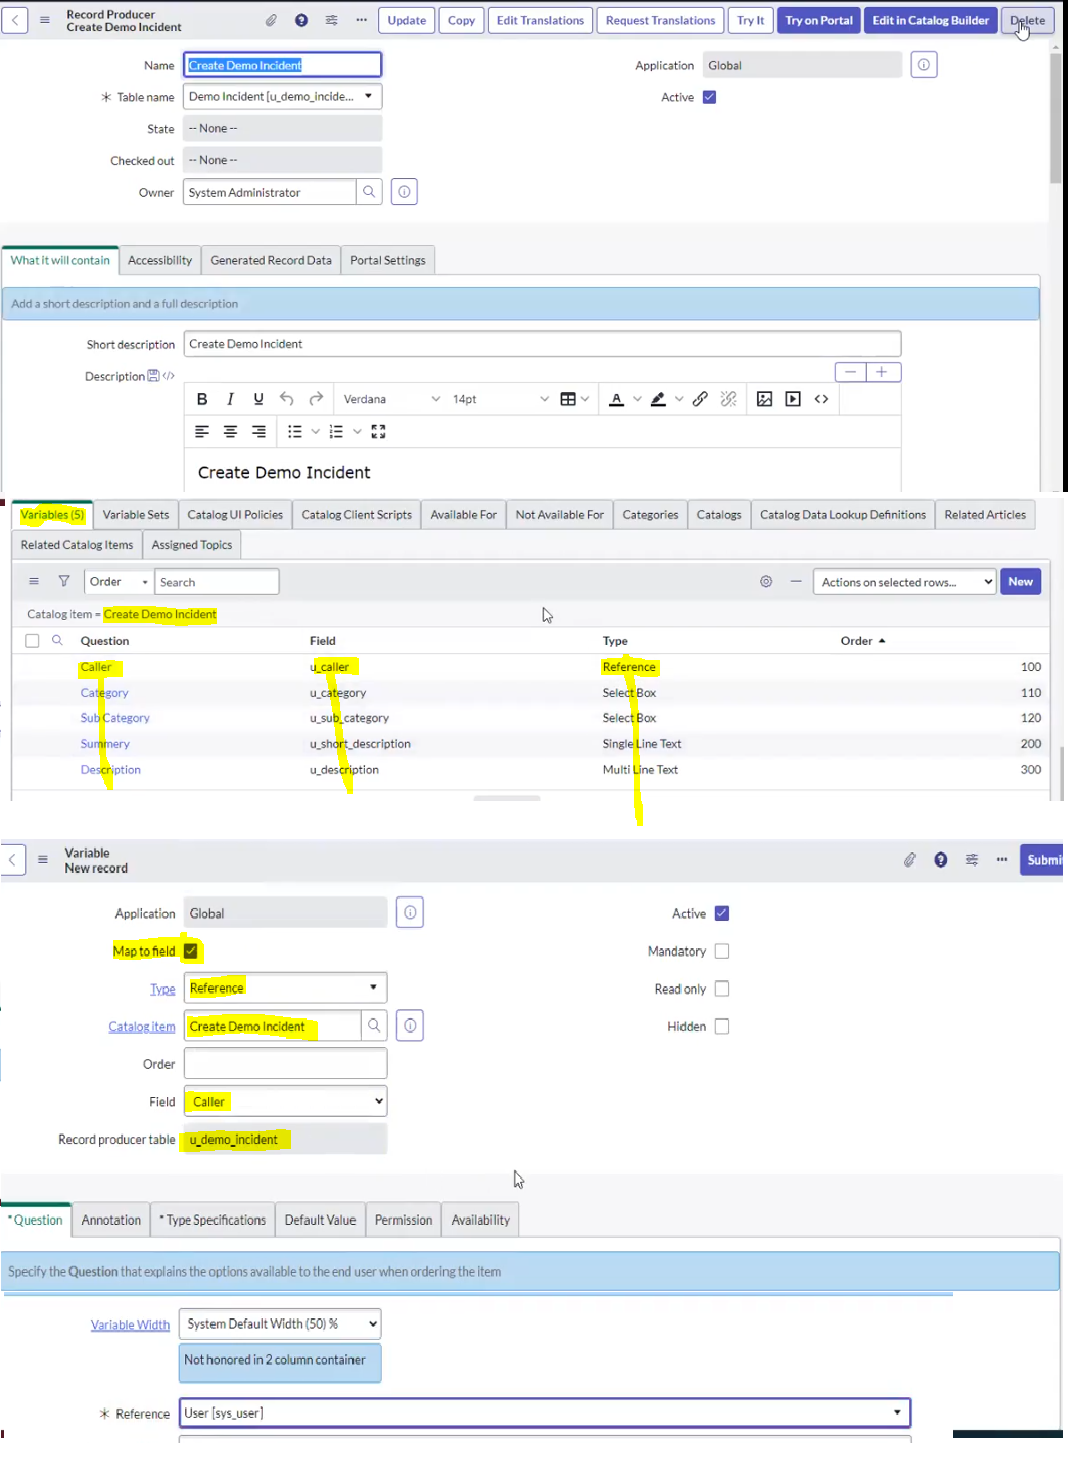 Record Producer
Create Demo Incident
Update
Copy
Edit Translations
Request Translations
Try It
Try on Portal
Edit in Catalog Builder
Delete
Name
Create Demo Incident
Application
Global
* Table name
Demo Incident [u_demo_incide...
Active
State
-- None --
Checked out
-- None --
Owner
System Administrator
What it will contain
Accessibility
Generated Record Data
Portal Settings
Add a short description and a full description
Short description
Create Demo Incident
Description
B I U
Verdana
14pt
A
Create Demo Incident
Variables (5)
Variable Sets
Catalog UI Policies
Catalog Client Scripts
Available For
Not Available For
Categories
Catalogs
Catalog Data Lookup Definitions
Related Articles
Related Catalog Items
Assigned Topics
Order
Search
Actions on selected rows...
New
Catalog item = Create Demo Incident
Question Field Type Order
Caller u_caller Reference 100
Category u_category Select Box 110
Sub Category u_sub_category Select Box 120
Summery u_short_description Single Line Text 200
Description u_description Multi Line Text 300
Variable
New record
Submi
Application
Global
Active
Map to field
Mandatory
Type
Reference
Read only
Catalog item
Create Demo Incident
Hidden
Order
Field
Caller
Record producer table
u_demo_incident
* Question
Annotation
* Type Specifications
Default Value
Permission
Availability
Specify the Question that explains the options available to the end user when ordering the item
Variable Width
System Default Width (50) %
Not honored in 2 column container
* Reference
User [sys_user]